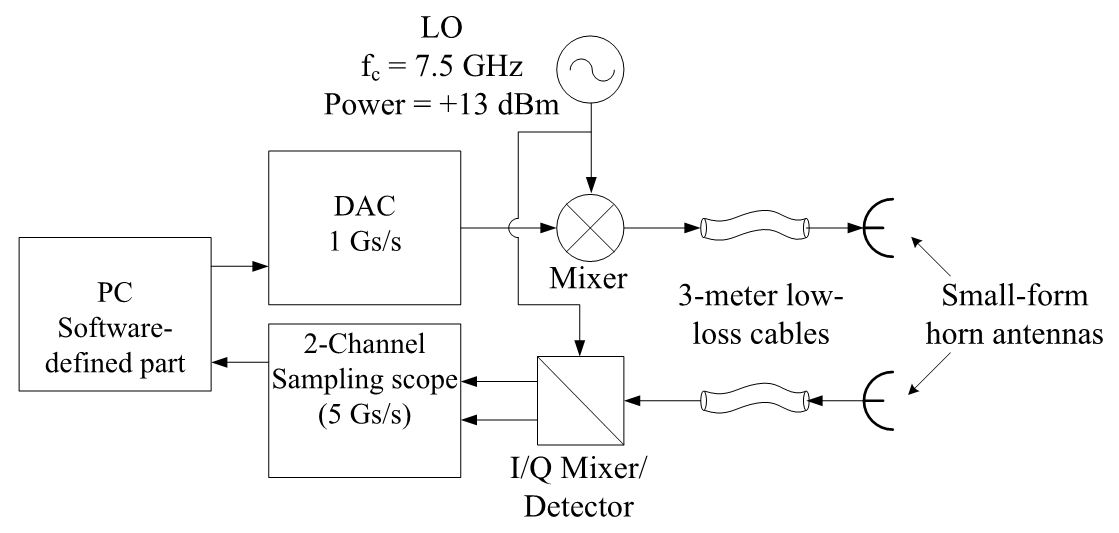 LO
fc = 7.5 GHz
Power = +13 dBm
DAC
1 Gs/s
Mixer
PC
Software-
defined part
3-meter low-
loss cables
Small-form
horn antennas
2-Channel
Sampling scope
(5 Gs/s)
I/Q Mixer/
Detector